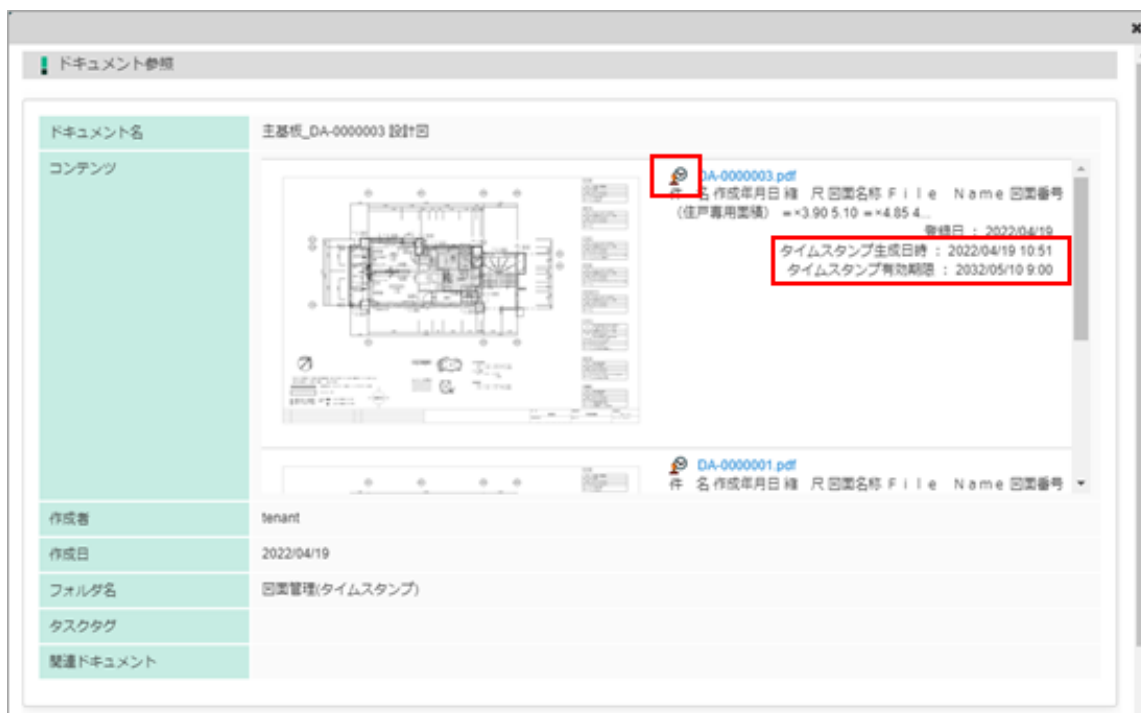 ドキュメント参照
ドキュメント名
主基板_DA-0000003 設計図
コンテンツ
DA-0000003.pdf
件 名 作成年月日 縮 尺 図面名称 Ｆｉｌｅ Ｎａｍｅ 図面番号
（住戸専用面積） =×3.90 5.10 =×4.85 4...
登録日 ： 2022/04/19
タイムスタンプ生成日時 ： 2022/04/19 10:51
タイムスタンプ有効期限 ： 2032/05/10 9:00
DA-0000001.pdf
件 名 作成年月日 縮 尺 図面名称 Ｆｉｌｅ Ｎａｍｅ 図面番号
作成者
tenant
作成日
2022/04/19
フォルダ名
図面管理(タイムスタンプ)
タスクタグ
関連ドキュメント